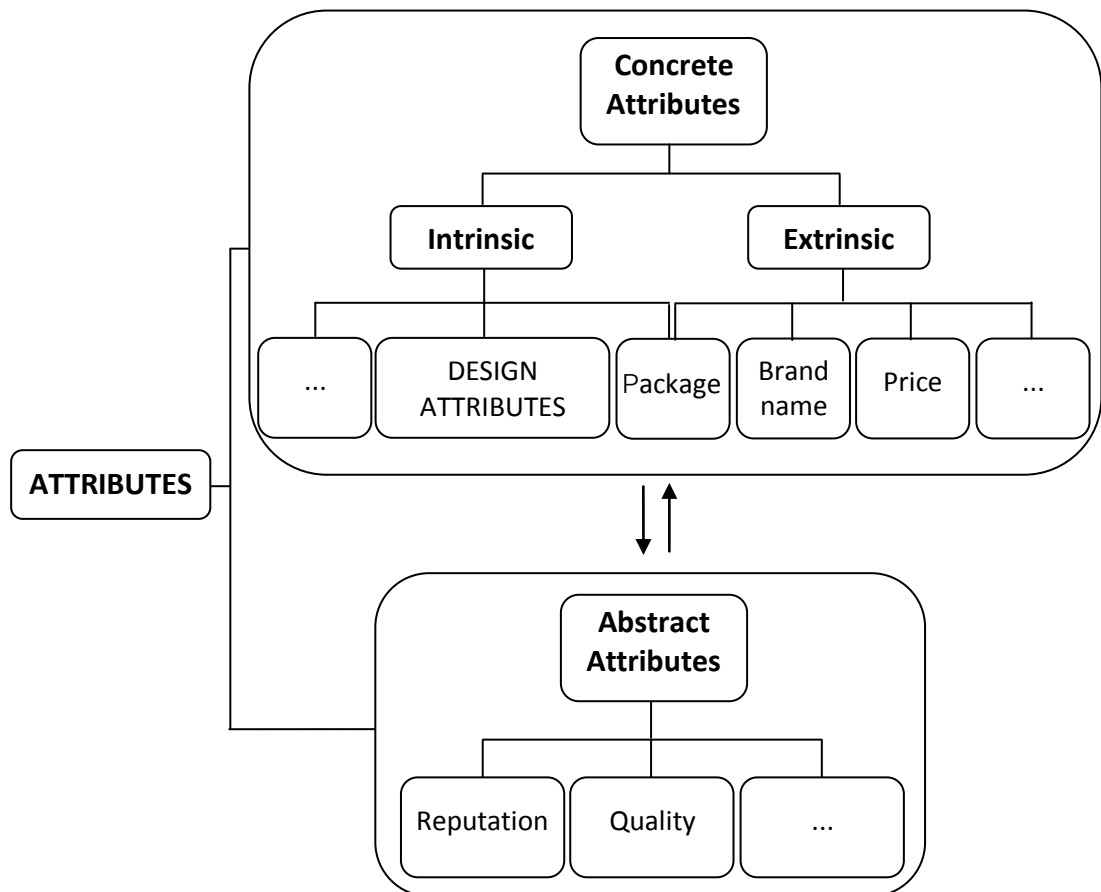 Concrete
Attributes
Intrinsic
Extrinsic
...
DESIGN
ATTRIBUTES
Package
Brand
name
Price
...
ATTRIBUTES
Abstract
Attributes
Reputation
Quality
...